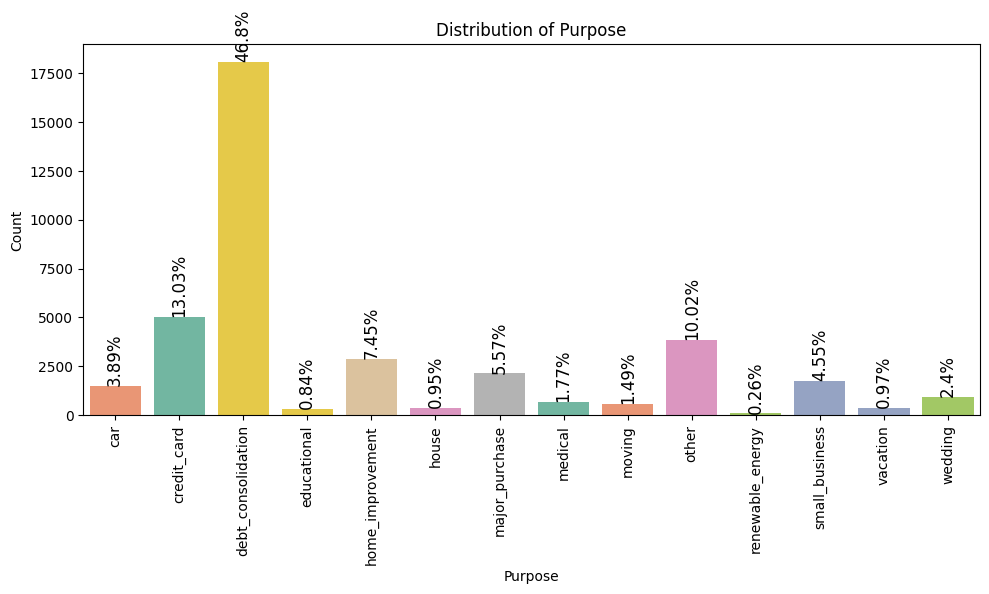 Distribution of Purpose
Count
17500
15000
12500
10000
7500
5000
2500
0
3.89%
13.03%
46.8%
0.84%
7.45%
0.95%
5.57%
1.77%
1.49%
10.02%
0.26%
4.55%
0.97%
2.4%
car
credit_card
debt_consolidation
educational
home_improvement
house
major_purchase
medical
moving
other
renewable_energy
small_business
vacation
wedding
Purpose